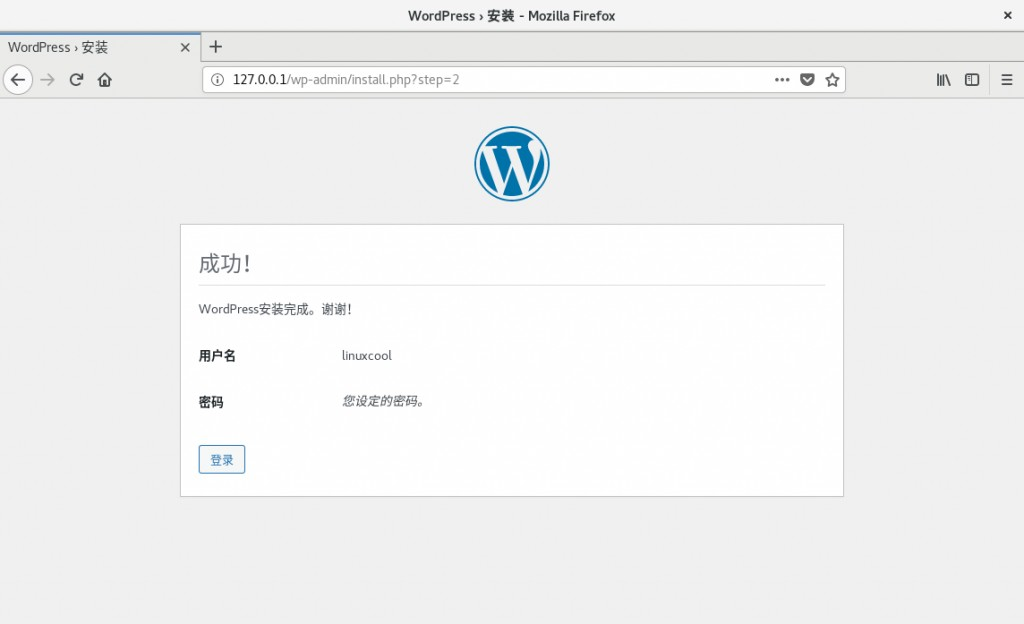 WordPress › 安装 - Mozilla Firefox
WordPress › 安装
127.0.0.1/wp-admin/install.php?step=2
成功！
WordPress安装完成。谢谢！
用户名 linuxcool
密码 您设定的密码。
登录